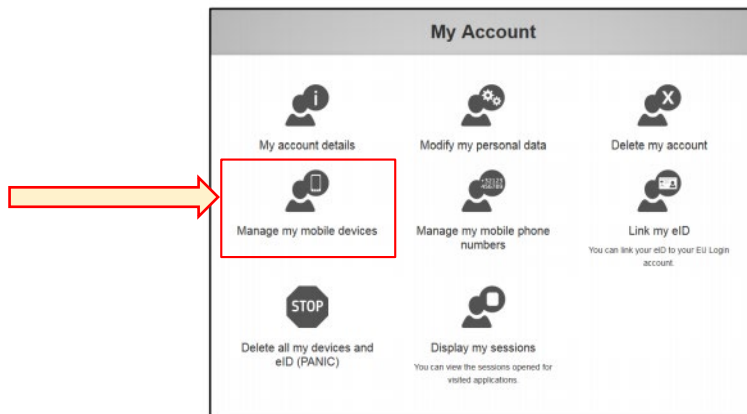 My Account
My account details
Modify my personal data
Delete my account
Manage my mobile devices
Manage my mobile phone
numbers
Link my eID
You can link your eID to your EU Login
account.
STOP
Delete all my devices and
eID (PANIC)
Display my sessions
You can view the sessions opened for
visited applications.